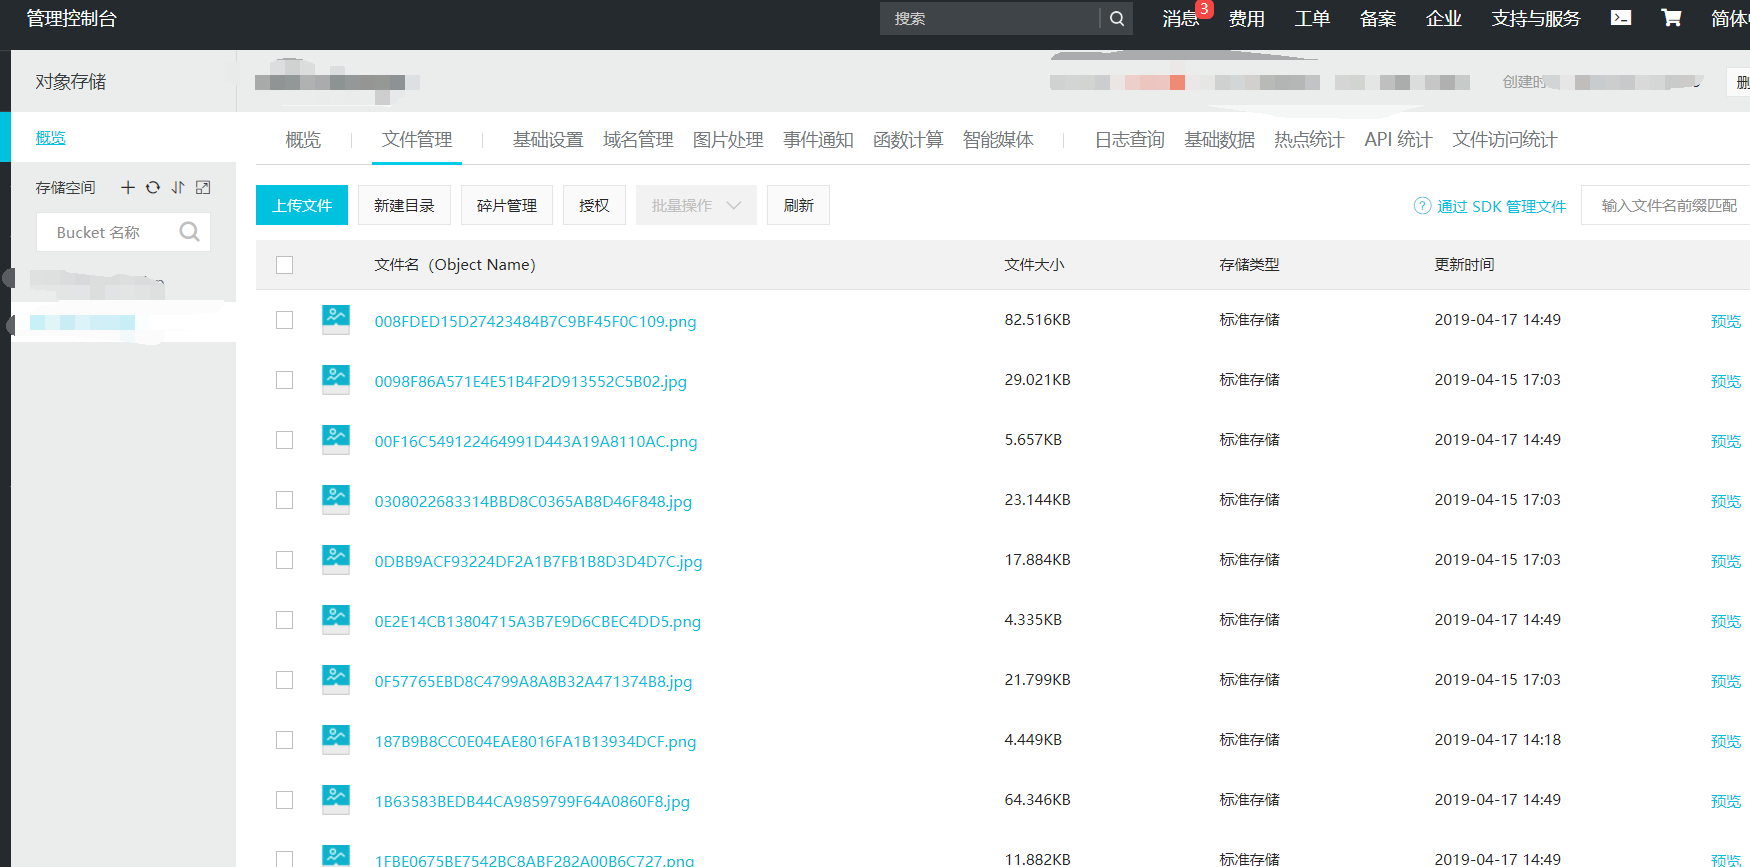 管理控制台 搜索 消息 3 费用 工单 备案 企业 支持与服务 简体
对象存储 创建时 删
概览 概览 文件管理 基础设置 域名管理 图片处理 事件通知 函数计算 智能媒体 日志查询 基础数据 热点统计 API 统计 文件访问统计
存储空间 上传文件 新建目录 碎片管理 授权 批量操作 刷新 ? 通过 SDK 管理文件 输入文件名前缀匹配
Bucket 名称
文件名（Object Name） 文件大小 存储类型 更新时间
008FDED15D27423484B7C9BF45F0C109.png 82.516KB 标准存储 2019-04-17 14:49 预览
0098F86A571E4E51B4F2D913552C5B02.jpg 29.021KB 标准存储 2019-04-15 17:03 预览
00F16C549122464991D443A19A8110AC.png 5.657KB 标准存储 2019-04-17 14:49 预览
0308022683314BBD8C0365AB8D46F848.jpg 23.144KB 标准存储 2019-04-15 17:03 预览
0DBB9ACF93224DF2A1B7FB1B8D3D4D7C.jpg 17.884KB 标准存储 2019-04-15 17:03 预览
0E2E14CB13804715A3B7E9D6CBEC4DD5.png 4.335KB 标准存储 2019-04-17 14:49 预览
0F57765EBD8C4799A8A8B32A471374B8.jpg 21.799KB 标准存储 2019-04-15 17:03 预览
187B9B8CC0E04EAE8016FA1B13934DCF.png 4.449KB 标准存储 2019-04-17 14:18 预览
1B63583BEDB44CA9859799F64A0860F8.jpg 64.346KB 标准存储 2019-04-17 14:49 预览
1FBE0675BE7542BC8ABF282A00B6C727.png 11.882KB 标准存储 2019-04-17 14:49 预览